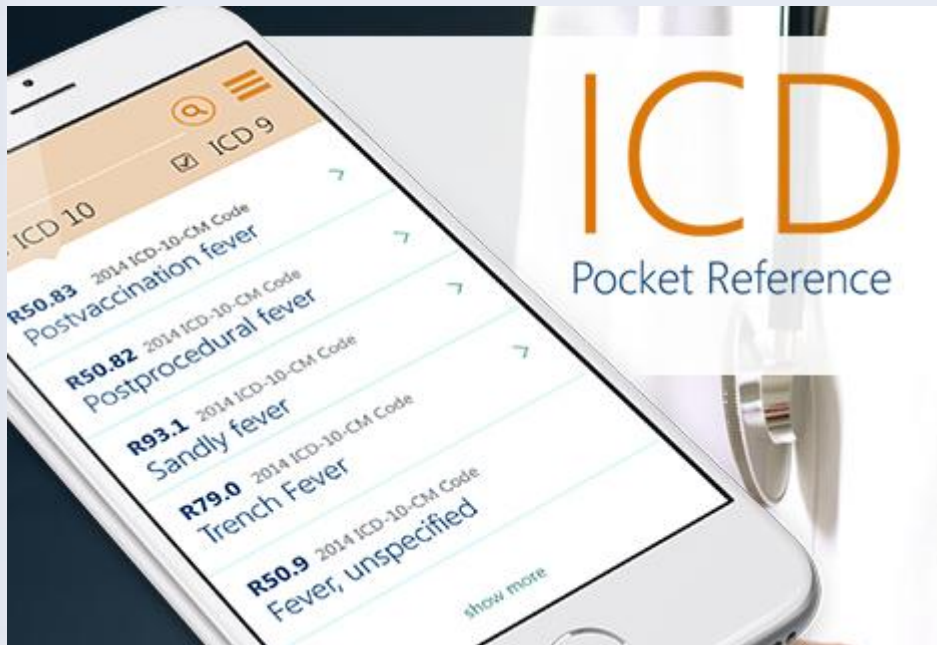 ICD 9
ICD 10
R50.83 2014 ICD-10-CM Code
Postvaccination fever
R50.82 2014 ICD-10-CM Code
Postprocedural fever
R93.1 2014 ICD-10-CM Code
Sandly fever
R79.0 2014 ICD-10-CM Code
Trench Fever
R50.9 2014 ICD-10-CM Code
Fever, unspecified
show more
ICD
Pocket Reference